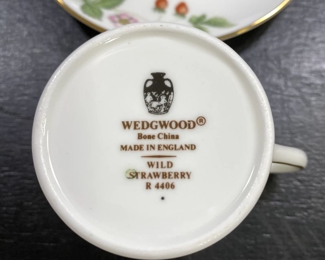 WEDGWOOD®
Bone China
MADE IN ENGLAND
WILD
STRAWBERRY
R 4406